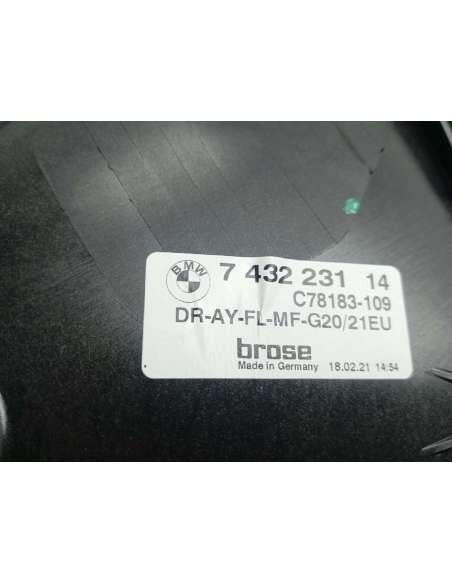 BMW
7 432 231 14
C78183-109
DR-AY-FL-MF-G20/21EU
brose
Made in Germany 18.02.21 14:54